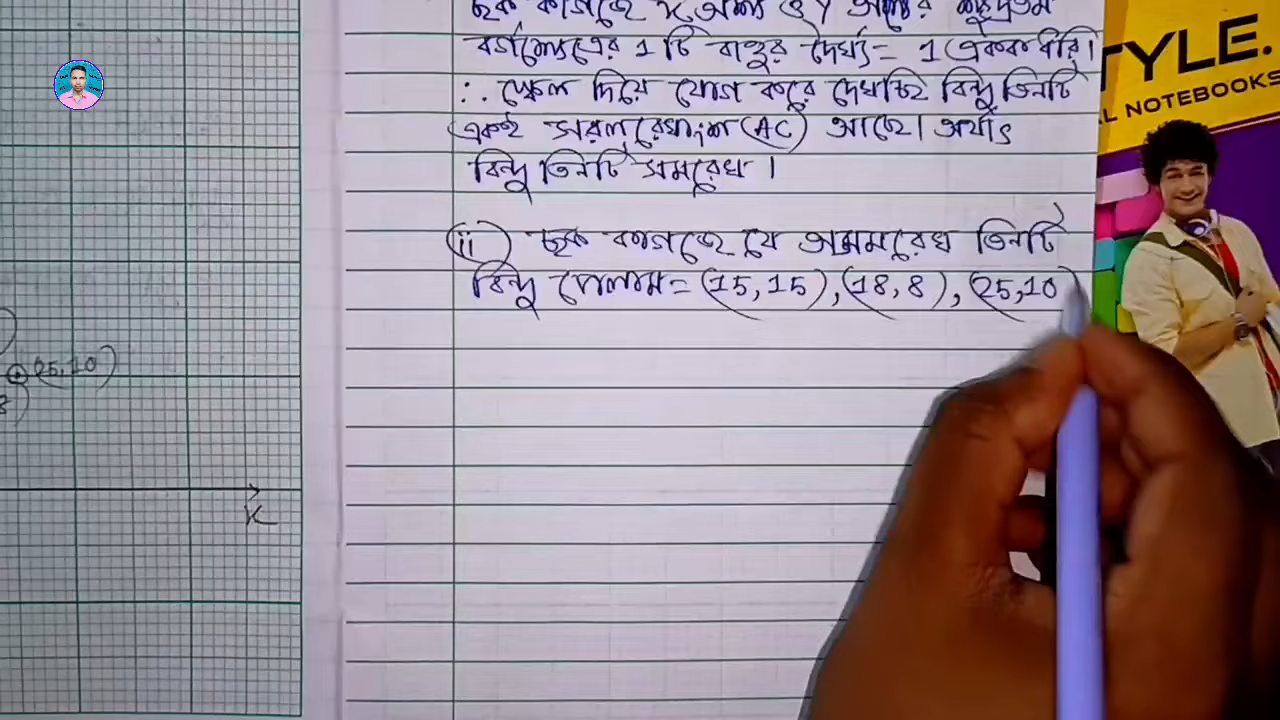 ছক কাগজে x অক্ষ ও y অক্ষের ক্ষুদ্রতম
বর্গক্ষেত্রের 1 টি বাহুর দৈর্ঘ্য = 1 একক ধরি।
∴ স্কেল দিয়ে যোগ করে দেখছি বিন্দু তিনটি
একই সরলরেখাংশ (AC) আছে। অর্থাৎ
বিন্দু তিনটি সমরেখ।
(ii) ছক কাগজে যে অসমরেখ তিনটি
বিন্দু পেলাম = (15,15), (18,8), (25,10)
(25,10)
8)
x
TYLE.
L NOTEBOOKS